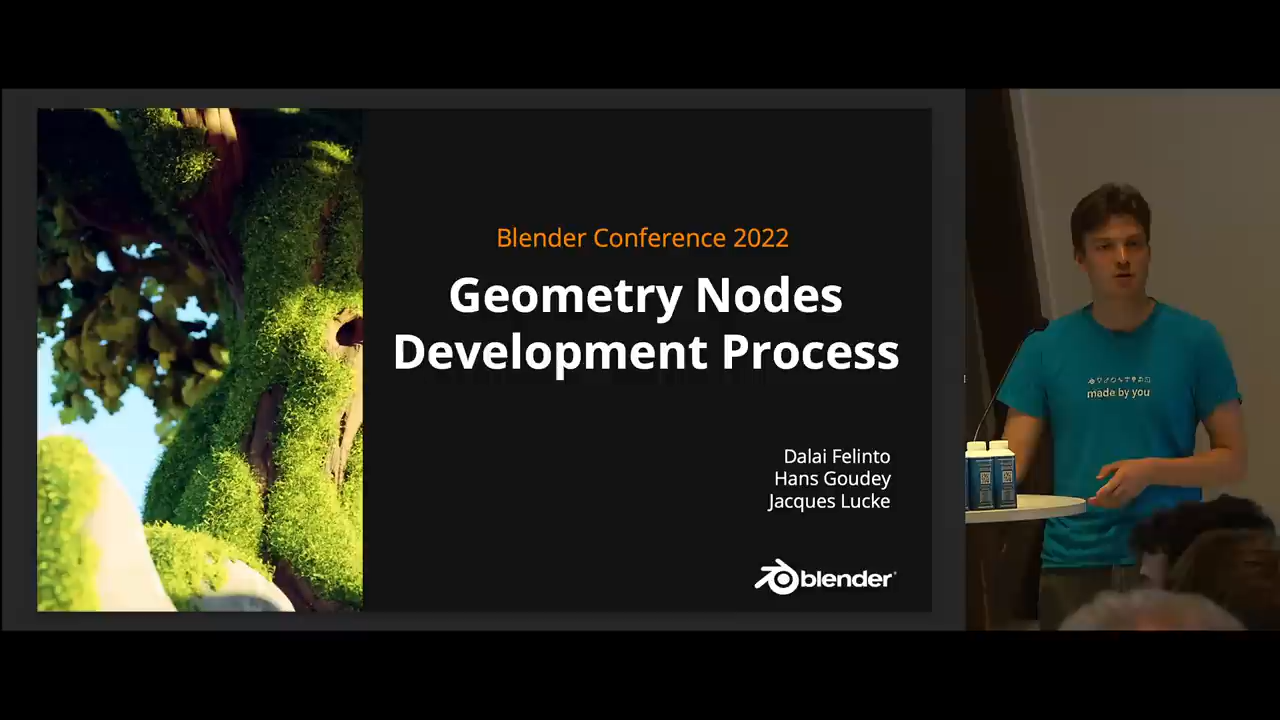 Blender Conference 2022
Geometry Nodes
Development Process
Dalai Felinto
Hans Goudey
Jacques Lucke
blender
made by you